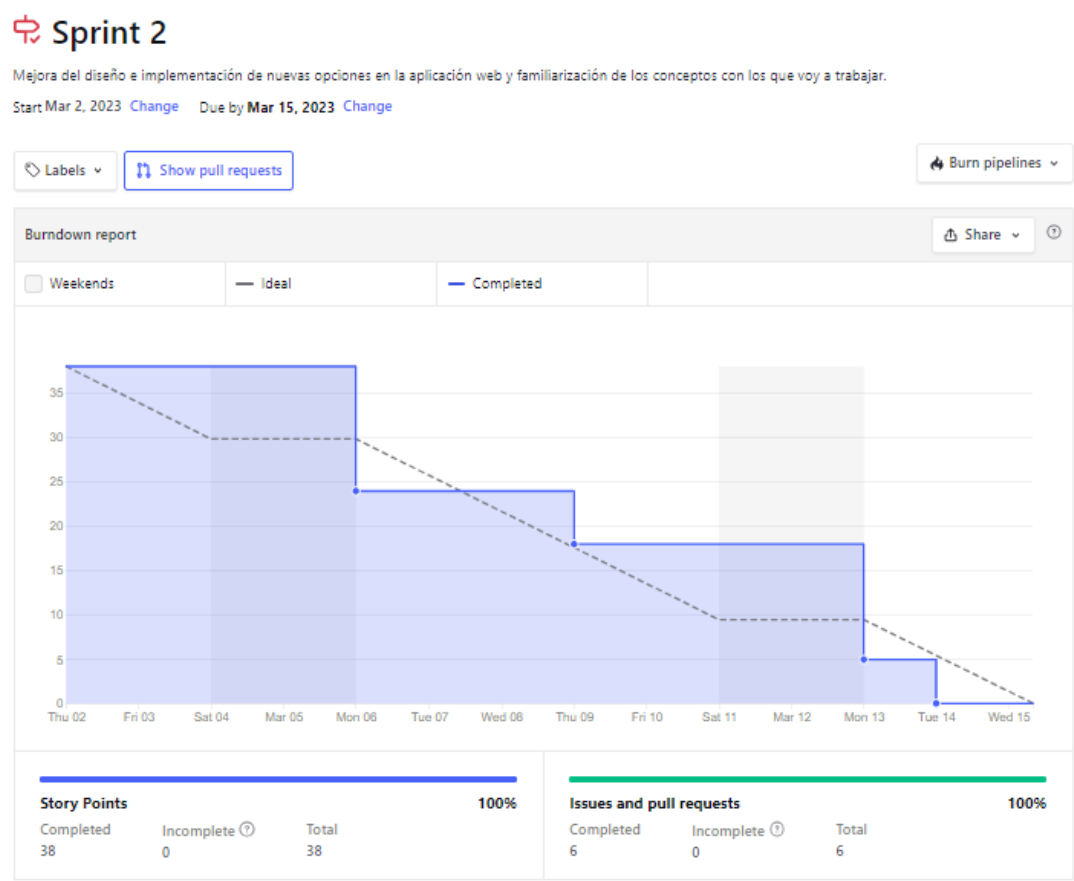 Sprint 2
Mejora del diseño e implementación de nuevas opciones en la aplicación web y familiarización de los conceptos con los que voy a trabajar.
Start Mar 2, 2023 Change Due by Mar 15, 2023 Change
Labels Show pull requests Burn pipelines
Burndown report Share ?
Weekends Ideal Completed
35
30
25
20
15
10
5
0
Thu 02 Fri 03 Sat 04 Mar 05 Mon 06 Tue 07 Wed 08 Thu 09 Fri 10 Sat 11 Mar 12 Mon 13 Tue 14 Wed 15
Story Points 100%
Completed Incomplete ? Total
38 0 38
Issues and pull requests 100%
Completed Incomplete ? Total
6 0 6